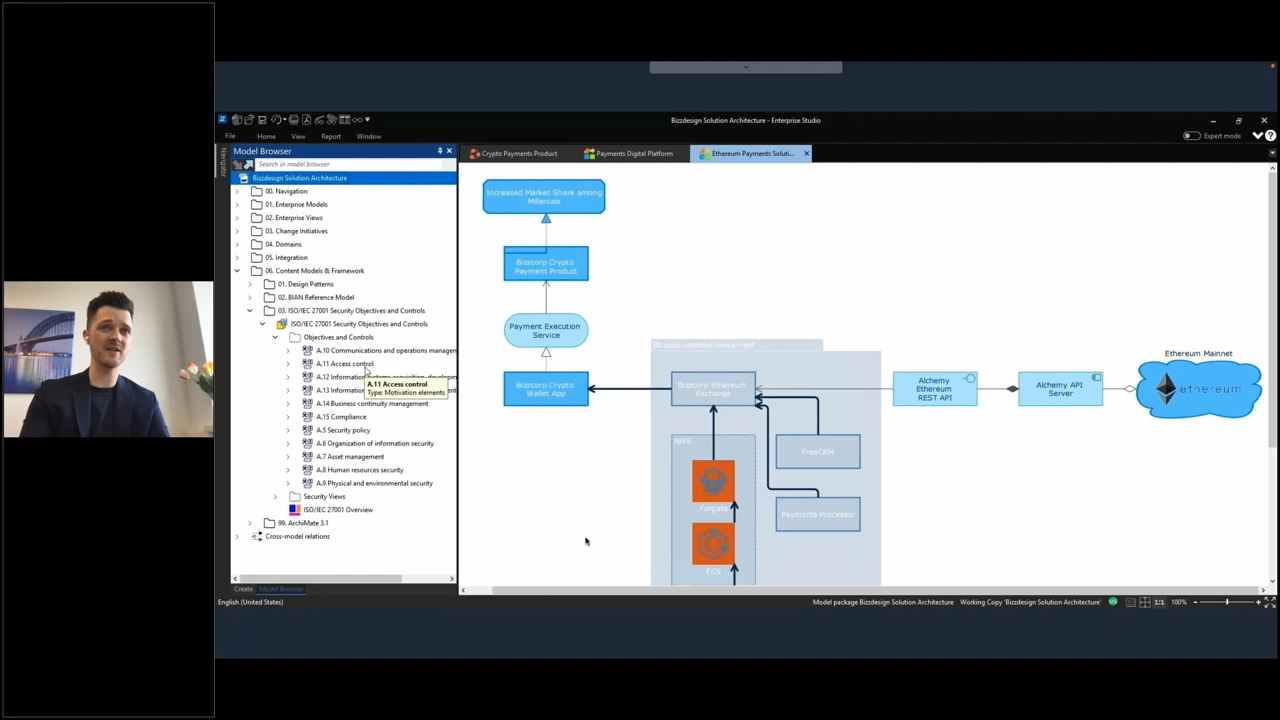 Bizzdesign Solution Architecture - Enterprise Studio
File
Home
View
Report
Window
Expert mode
Navigator
Model Browser
Search in model browser
Bizzdesign Solution Architecture
00. Navigation
01. Enterprise Models
02. Enterprise Views
03. Change Initiatives
04. Domains
05. Integration
06. Content Models & Framework
01. Design Patterns
02. BIAN Reference Model
03. ISO/IEC 27001 Security Objectives and Controls
ISO/IEC 27001 Security Objectives and Controls
Objectives and Controls
A.10 Communications and operations managem
A.11 Access control
A.12 Information
A.11 Access control
Type: Motivation elements
A.13 Information
A.14 Business continuity management
A.15 Compliance
A.5 Security policy
A.6 Organization of information security
A.7 Asset management
A.8 Human resources security
A.9 Physical and environmental security
Security Views
ISO/IEC 27001 Overview
99. ArchiMate 3.1
Cross-model relations
Create
Model Browser
Crypto Payments Product
Payments Digital Platform
Ethereum Payments Soluti...
Increased Market Share among
Millenials
Bizzcorp Crypto
Payment Product
Payment Execution
Service
Bizzcorp Crypto
Wallet App
Bizzcorp controlled environment
Bizzcorp Ethereum
Exchange
AWS
Fargate
ECS
FreeCRM
Payments Processor
Alchemy
Ethereum
REST API
Alchemy API
Server
Ethereum Mainnet
ethereum
English (United States)
Model package Bizzdesign Solution Architecture
Working Copy 'Bizzdesign Solution Architecture'
1:1
100%